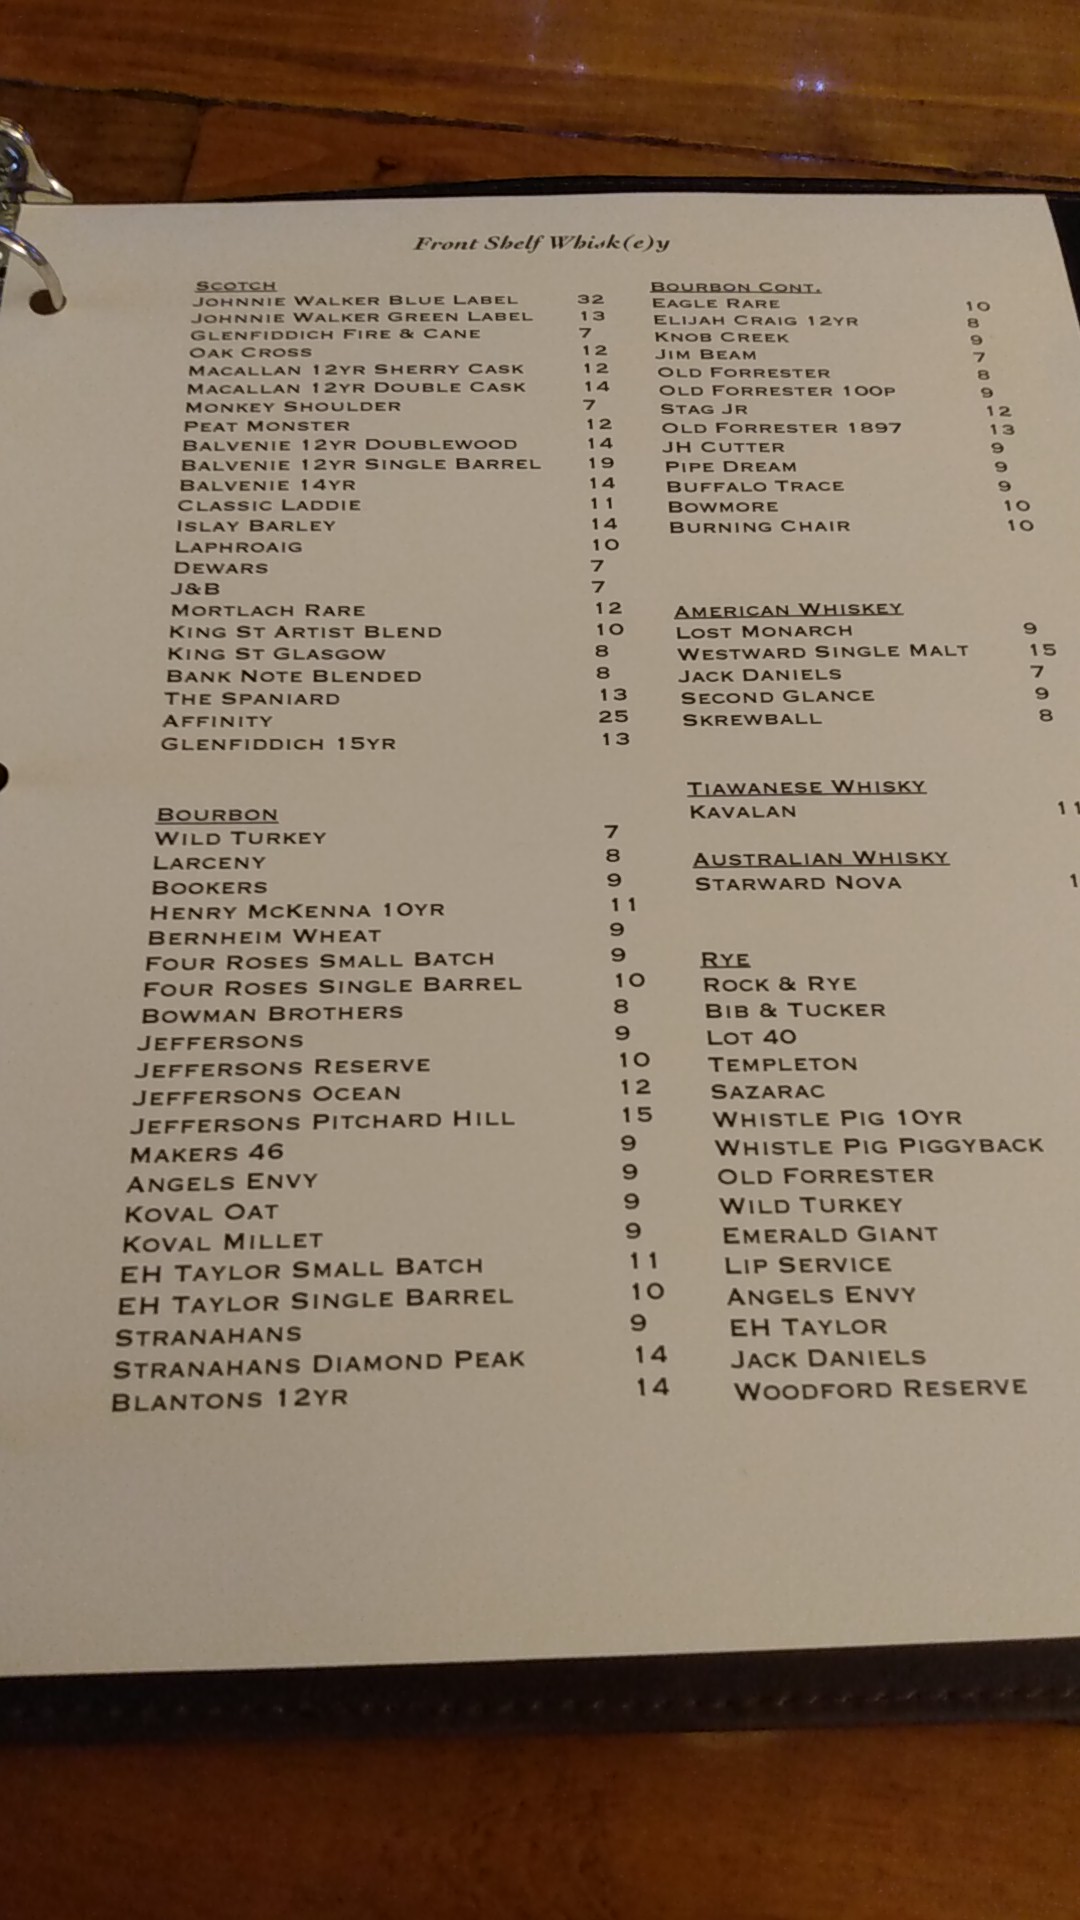 Front Shelf Whisk(e)y
SCOTCH
JOHNNIE WALKER BLUE LABEL 32
JOHNNIE WALKER GREEN LABEL 13
GLENFIDDICH FIRE & CANE 7
OAK CROSS 12
MACALLAN 12YR SHERRY CASK 12
MACALLAN 12YR DOUBLE CASK 14
MONKEY SHOULDER 7
PEAT MONSTER 12
BALVENIE 12YR DOUBLEWOOD 14
BALVENIE 12YR SINGLE BARREL 19
BALVENIE 14YR 14
CLASSIC LADDIE 11
ISLAY BARLEY 14
LAPHROAIG 10
DEWARS 7
J&B 7
MORTLACH RARE 12
KING ST ARTIST BLEND 10
KING ST GLASGOW 8
BANK NOTE BLENDED 8
THE SPANIARD 13
AFFINITY 25
GLENFIDDICH 15YR 13
BOURBON
WILD TURKEY 7
LARCENY 8
BOOKERS 9
HENRY MCKENNA 10YR 11
BERNHEIM WHEAT 9
FOUR ROSES SMALL BATCH 9
FOUR ROSES SINGLE BARREL 10
BOWMAN BROTHERS 8
JEFFERSONS 9
JEFFERSONS RESERVE 10
JEFFERSONS OCEAN 12
JEFFERSONS PITCHARD HILL 15
MAKERS 46 9
ANGELS ENVY 9
KOVAL OAT 9
KOVAL MILLET 9
EH TAYLOR SMALL BATCH 11
EH TAYLOR SINGLE BARREL 10
STRANAHANS 9
STRANAHANS DIAMOND PEAK 14
BLANTONS 12YR 14
BOURBON CONT.
EAGLE RARE 10
ELIJAH CRAIG 12YR 8
KNOB CREEK 9
JIM BEAM 7
OLD FORRESTER 8
OLD FORRESTER 100P 9
STAG JR 12
OLD FORRESTER 1897 13
JH CUTTER 9
PIPE DREAM 9
BUFFALO TRACE 9
BOWMORE 10
BURNING CHAIR 10
AMERICAN WHISKEY
LOST MONARCH 9
WESTWARD SINGLE MALT 15
JACK DANIELS 7
SECOND GLANCE 9
SKREWBALL 8
TIAWANESE WHISKY
KAVALAN 11
AUSTRALIAN WHISKY
STARWARD NOVA
RYE
ROCK & RYE
BIB & TUCKER
LOT 40
TEMPLETON
SAZARAC
WHISTLE PIG 10YR
WHISTLE PIG PIGGYBACK
OLD FORRESTER
WILD TURKEY
EMERALD GIANT
LIP SERVICE
ANGELS ENVY
EH TAYLOR
JACK DANIELS
WOODFORD RESERVE